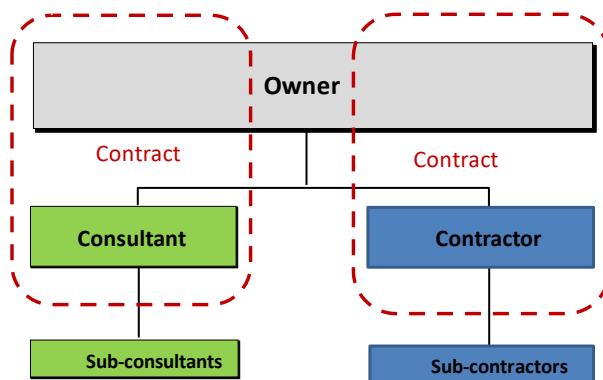 Owner
Contract
Contract
Consultant
Contractor
Sub-consultants
Sub-contractors